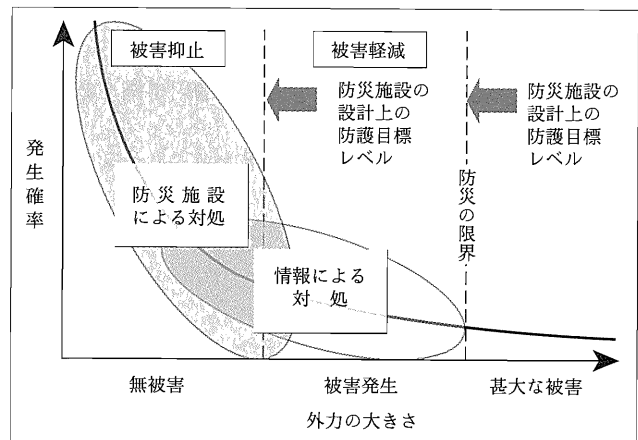 被害抑止
被害軽減
防災施設の
設計上の
防護目標
レベル
防災施設の
設計上の
防護目標
レベル
発生確率
防災施設
による対処
防災の限界
情報による
対処
無被害
被害発生
甚大な被害
外力の大きさ